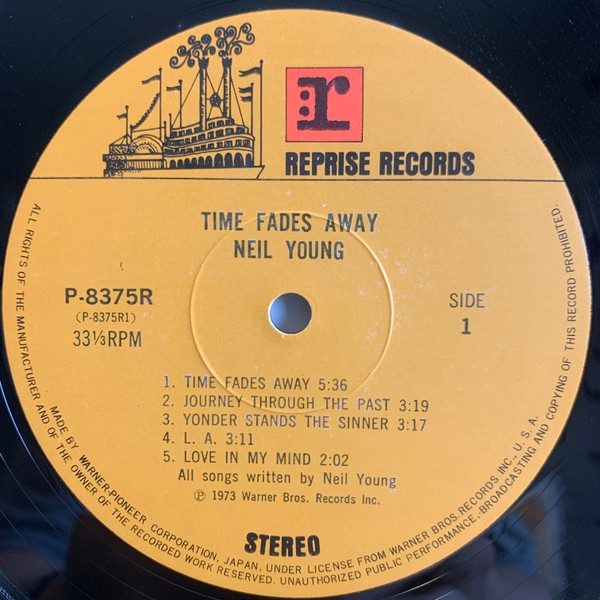 r
REPRISE RECORDS
TIME FADES AWAY
NEIL YOUNG
P-8375R
(P-8375R1)
33⅓RPM
SIDE
1
1. TIME FADES AWAY 5:36
2. JOURNEY THROUGH THE PAST 3:19
3. YONDER STANDS THE SINNER 3:17
4. L. A. 3:11
5. LOVE IN MY MIND 2:02
All songs written by Neil Young
℗ 1973 Warner Bros. Records Inc.
STEREO
ALL RIGHTS OF THE MANUFACTURER AND OF THE OWNER OF THE RECORDED WORK RESERVED. UNAUTHORIZED PUBLIC PERFORMANCE·BROADCASTING AND COPYING OF THIS RECORD PROHIBITED.
MADE BY WARNER-PIONEER CORPORATION, JAPAN, UNDER LICENSE FROM WARNER BROS. RECORDS INC., U. S. A.